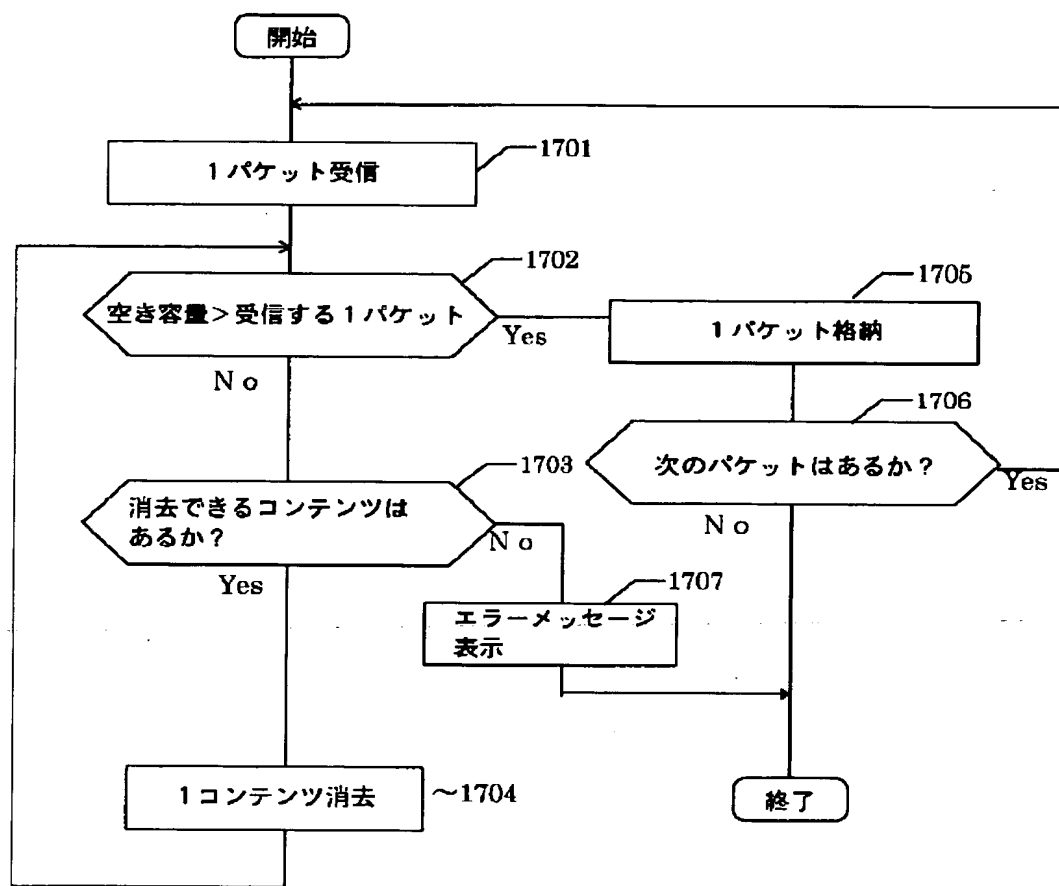 開始
1パケット受信
1701
空き容量>受信する1パケット
1702
Yes
No
1パケット格納
1705
次のパケットはあるか?
1706
Yes
No
消去できるコンテンツは
あるか?
1703
No
Yes
エラーメッセージ
表示
1707
1コンテンツ消去
~1704
終了